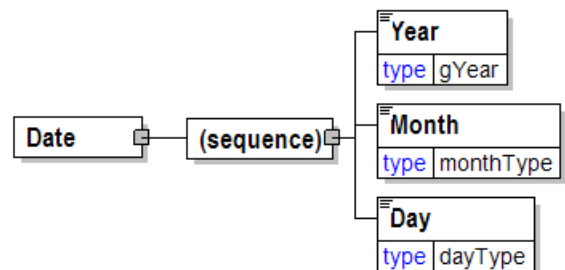 Date
(sequence)
Year
type gYear
Month
type monthType
Day
type dayType